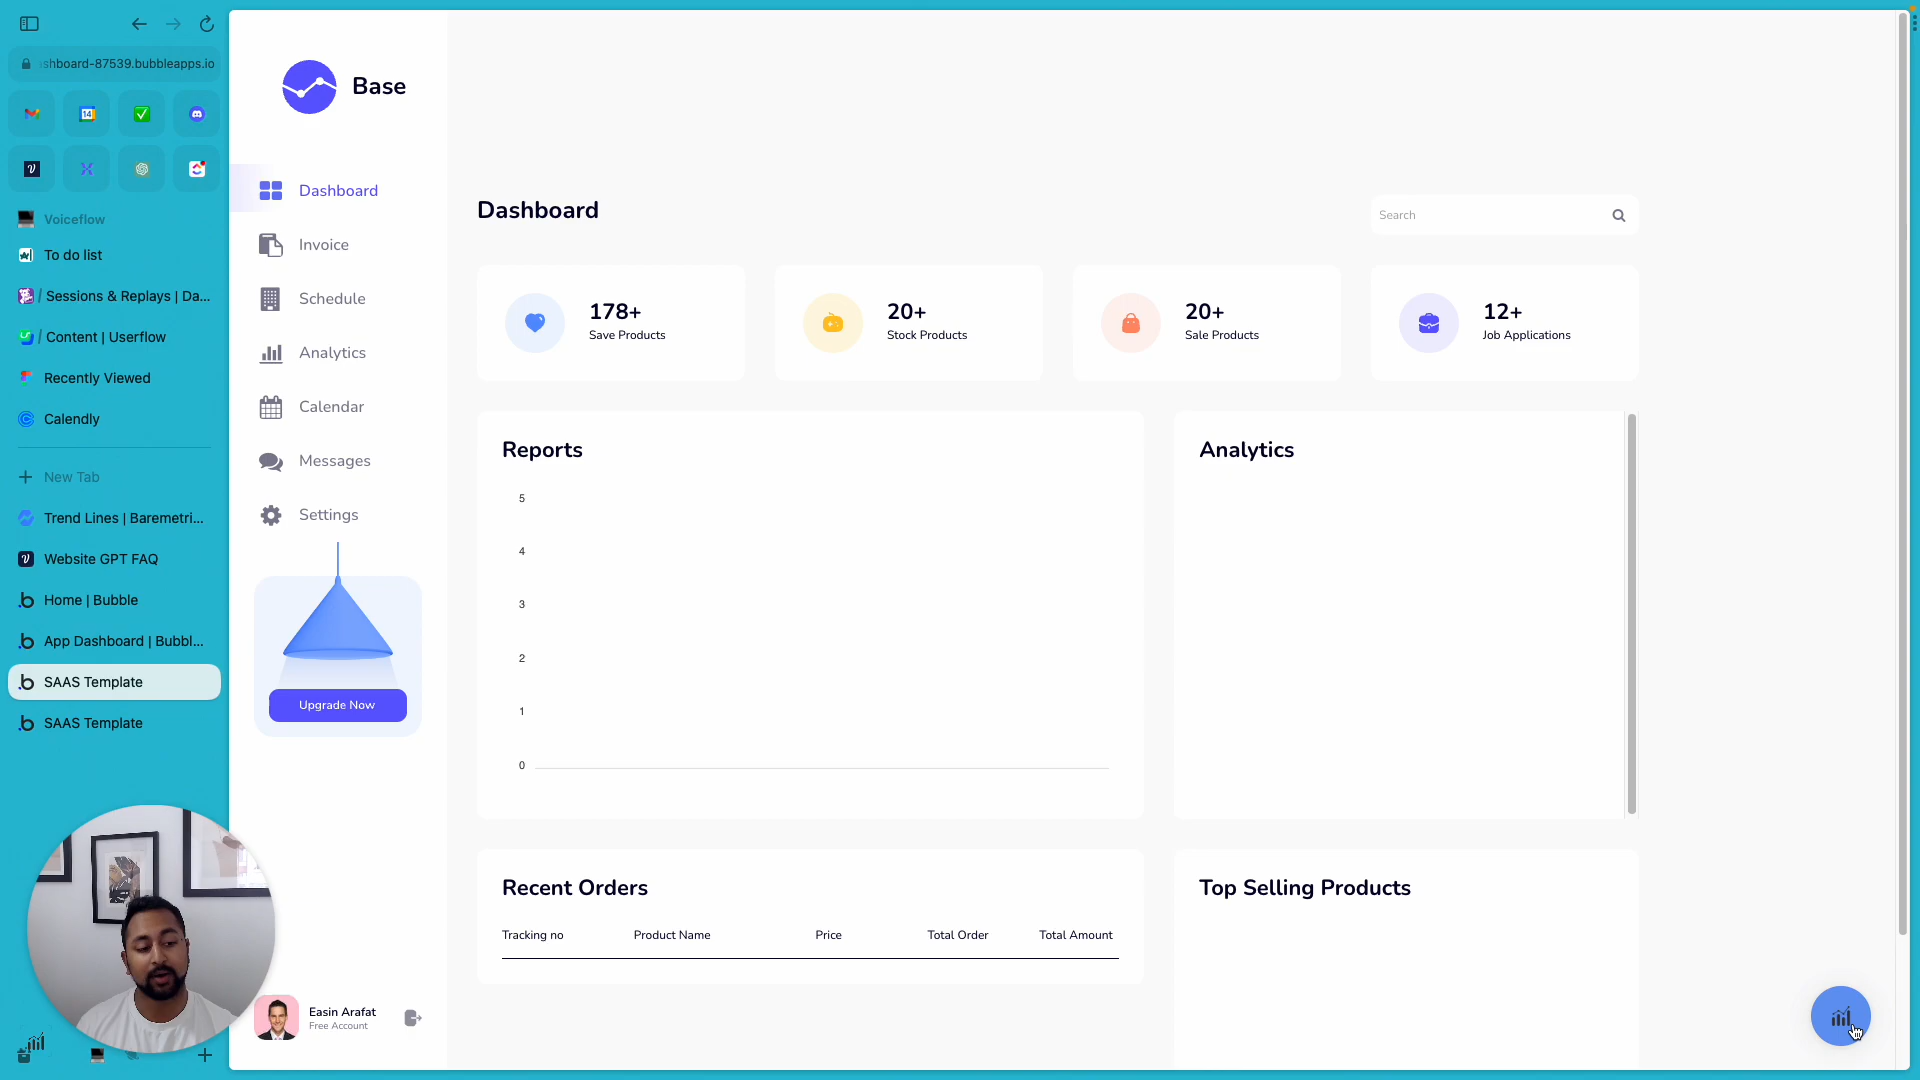 shboard-87539.bubbleapps.io
14
Voiceflow
To do list
/ Sessions & Replays | Da...
/ Content | Userflow
Recently Viewed
Calendly
New Tab
Trend Lines | Baremetri...
Website GPT FAQ
Home | Bubble
App Dashboard | Bubbl...
SAAS Template
SAAS Template
Base
Dashboard
Invoice
Schedule
Analytics
Calendar
Messages
Settings
Upgrade Now
Easin Arafat
Free Account
Dashboard
Search
178+
Save Products
20+
Stock Products
20+
Sale Products
12+
Job Applications
Reports
5
4
3
2
1
0
Analytics
Recent Orders
Tracking no Product Name Price Total Order Total Amount
Top Selling Products